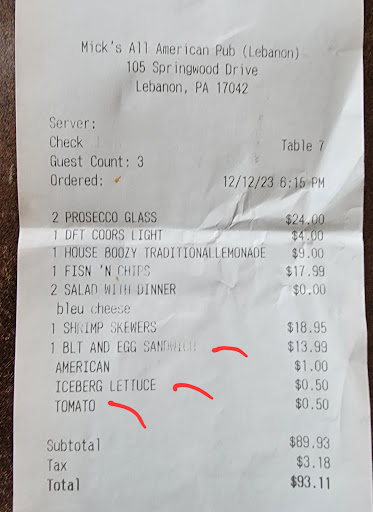 Mick's All American Pub (Lebanon)
105 Springwood Drive
Lebanon, PA 17042
Server:
Check
Table 7
Guest Count: 3
Ordered: 12/12/23 6:15 PM
2 PROSECCO GLASS $24.00
1 DFT COORS LIGHT $4.00
1 HOUSE BOOZY TRADITIONALLEMONADE $9.00
1 FISN 'N CHIPS $17.99
2 SALAD WITH DINNER $0.00
bleu cheese
1 SHRIMP SKEWERS $18.95
1 BLT AND EGG SANDWICH $13.99
AMERICAN $1.00
ICEBERG LETTUCE $0.50
TOMATO $0.50
Subtotal $89.93
Tax $3.18
Total $93.11